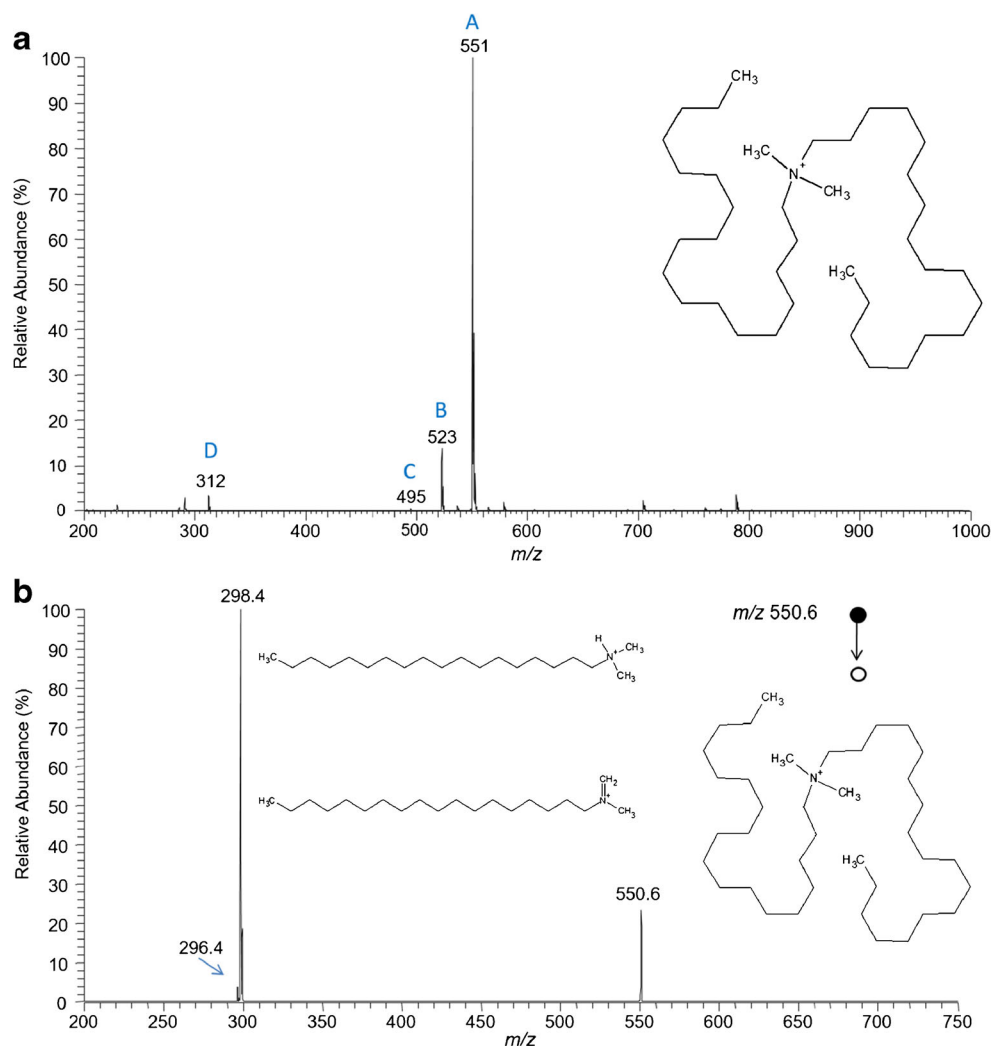 a
A
551
100
90
80
70
60
50
40
30
20
10
0
Relative Abundance (%)
B
523
C
495
D
312
CH3
H3C
N+
CH3
H3C
200 300 400 500 600 700 800 900 1000
m/z
b
298.4
100
90
80
70
60
50
40
30
20
10
0
Relative Abundance (%)
296.4
H
H3C
N+
CH3
CH3
CH2
H3C
N+
CH3
m/z 550.6
CH3
H3C
N+
CH3
H3C
550.6
200 250 300 350 400 450 500 550 600 650 700 750
m/z